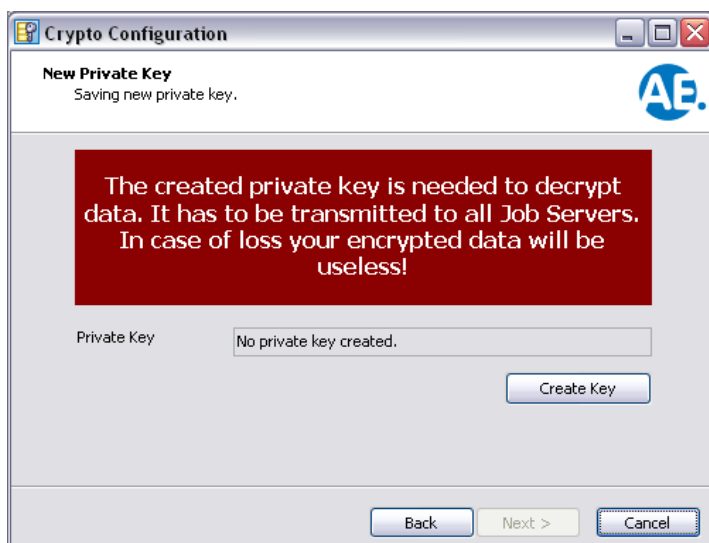 Crypto Configuration
New Private Key
Saving new private key.
AE.
The created private key is needed to decrypt
data. It has to be transmitted to all Job Servers.
In case of loss your encrypted data will be
useless!
Private Key
No private key created.
Create Key
Back
Next >
Cancel